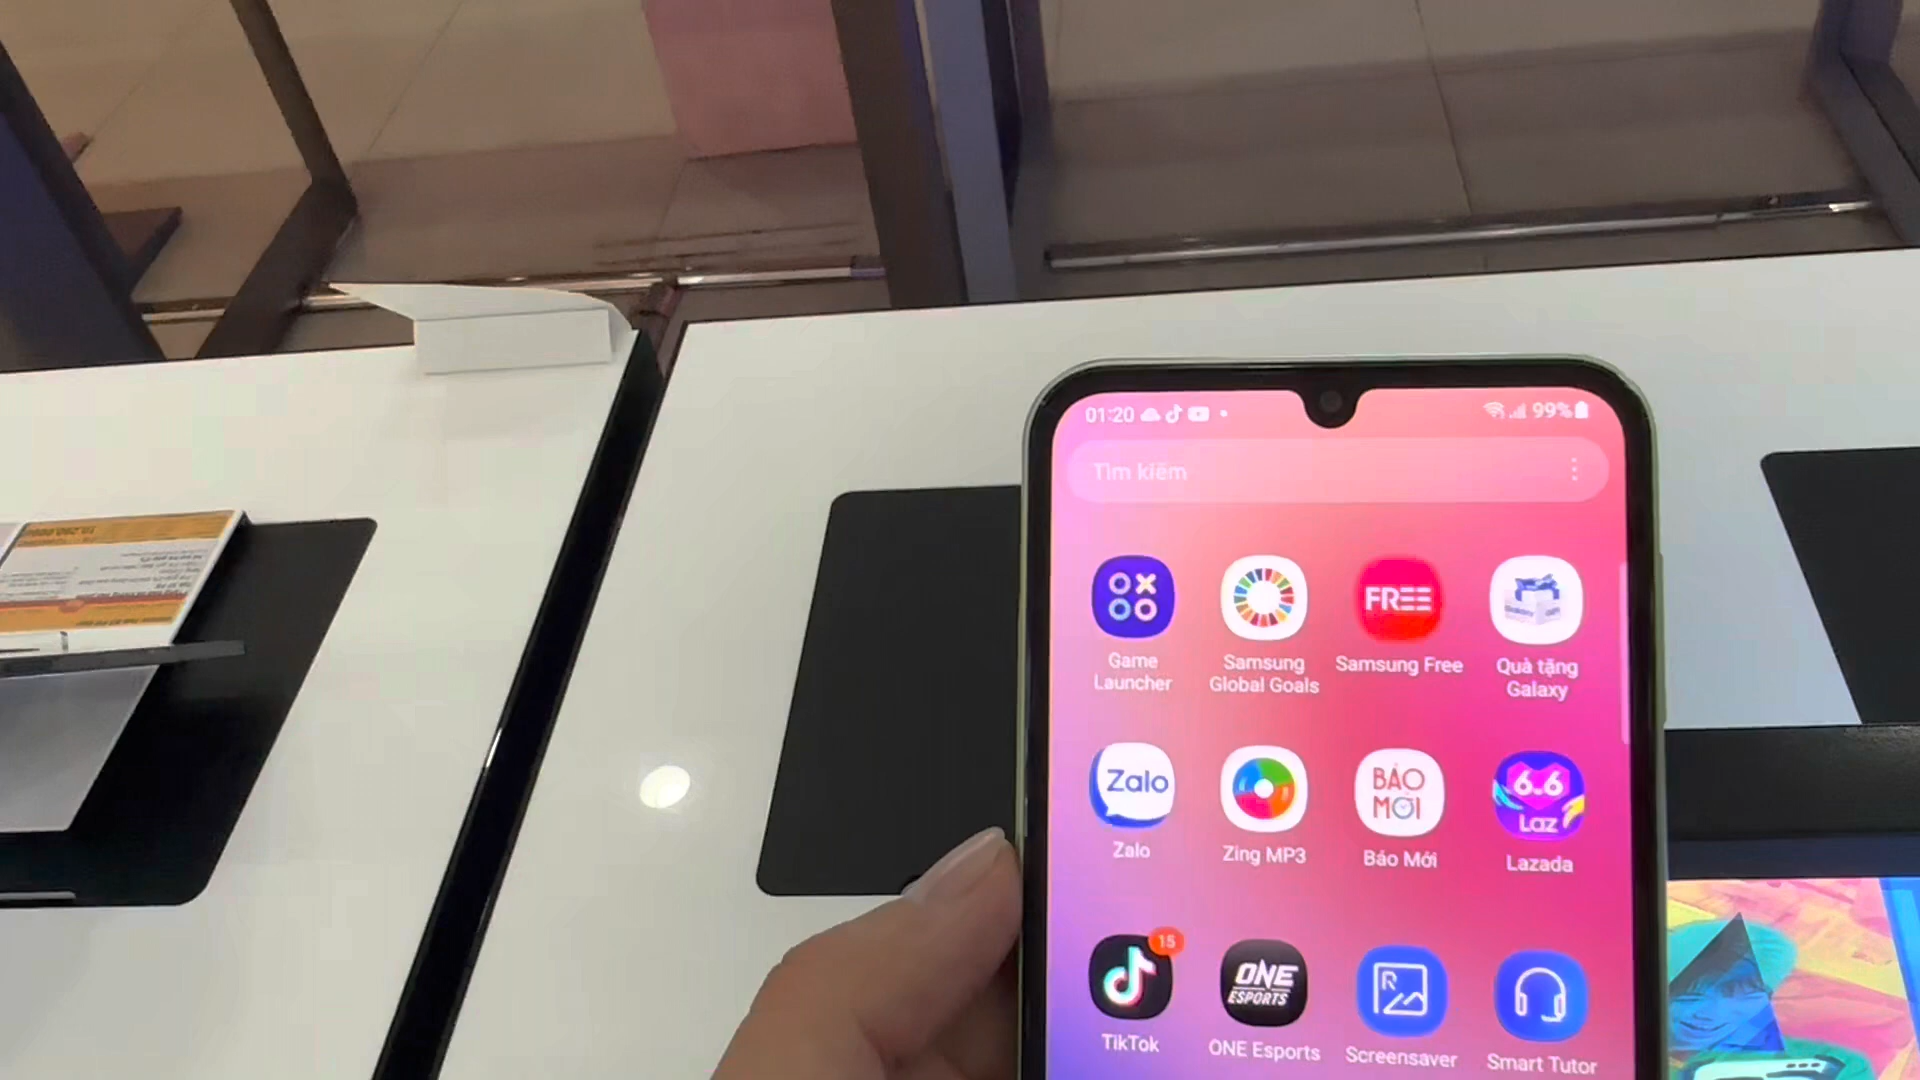 01:20
99%
Tìm kiếm
FREE
Game
Launcher
Samsung
Global Goals
Samsung Free
Quà tặng
Galaxy
Zalo
BÁO
MỚI
6.6
Laz
Zalo
Zing MP3
Báo Mới
Lazada
15
ONE
ESPORTS
R
TikTok
ONE Esports
Screensaver
Smart Tutor